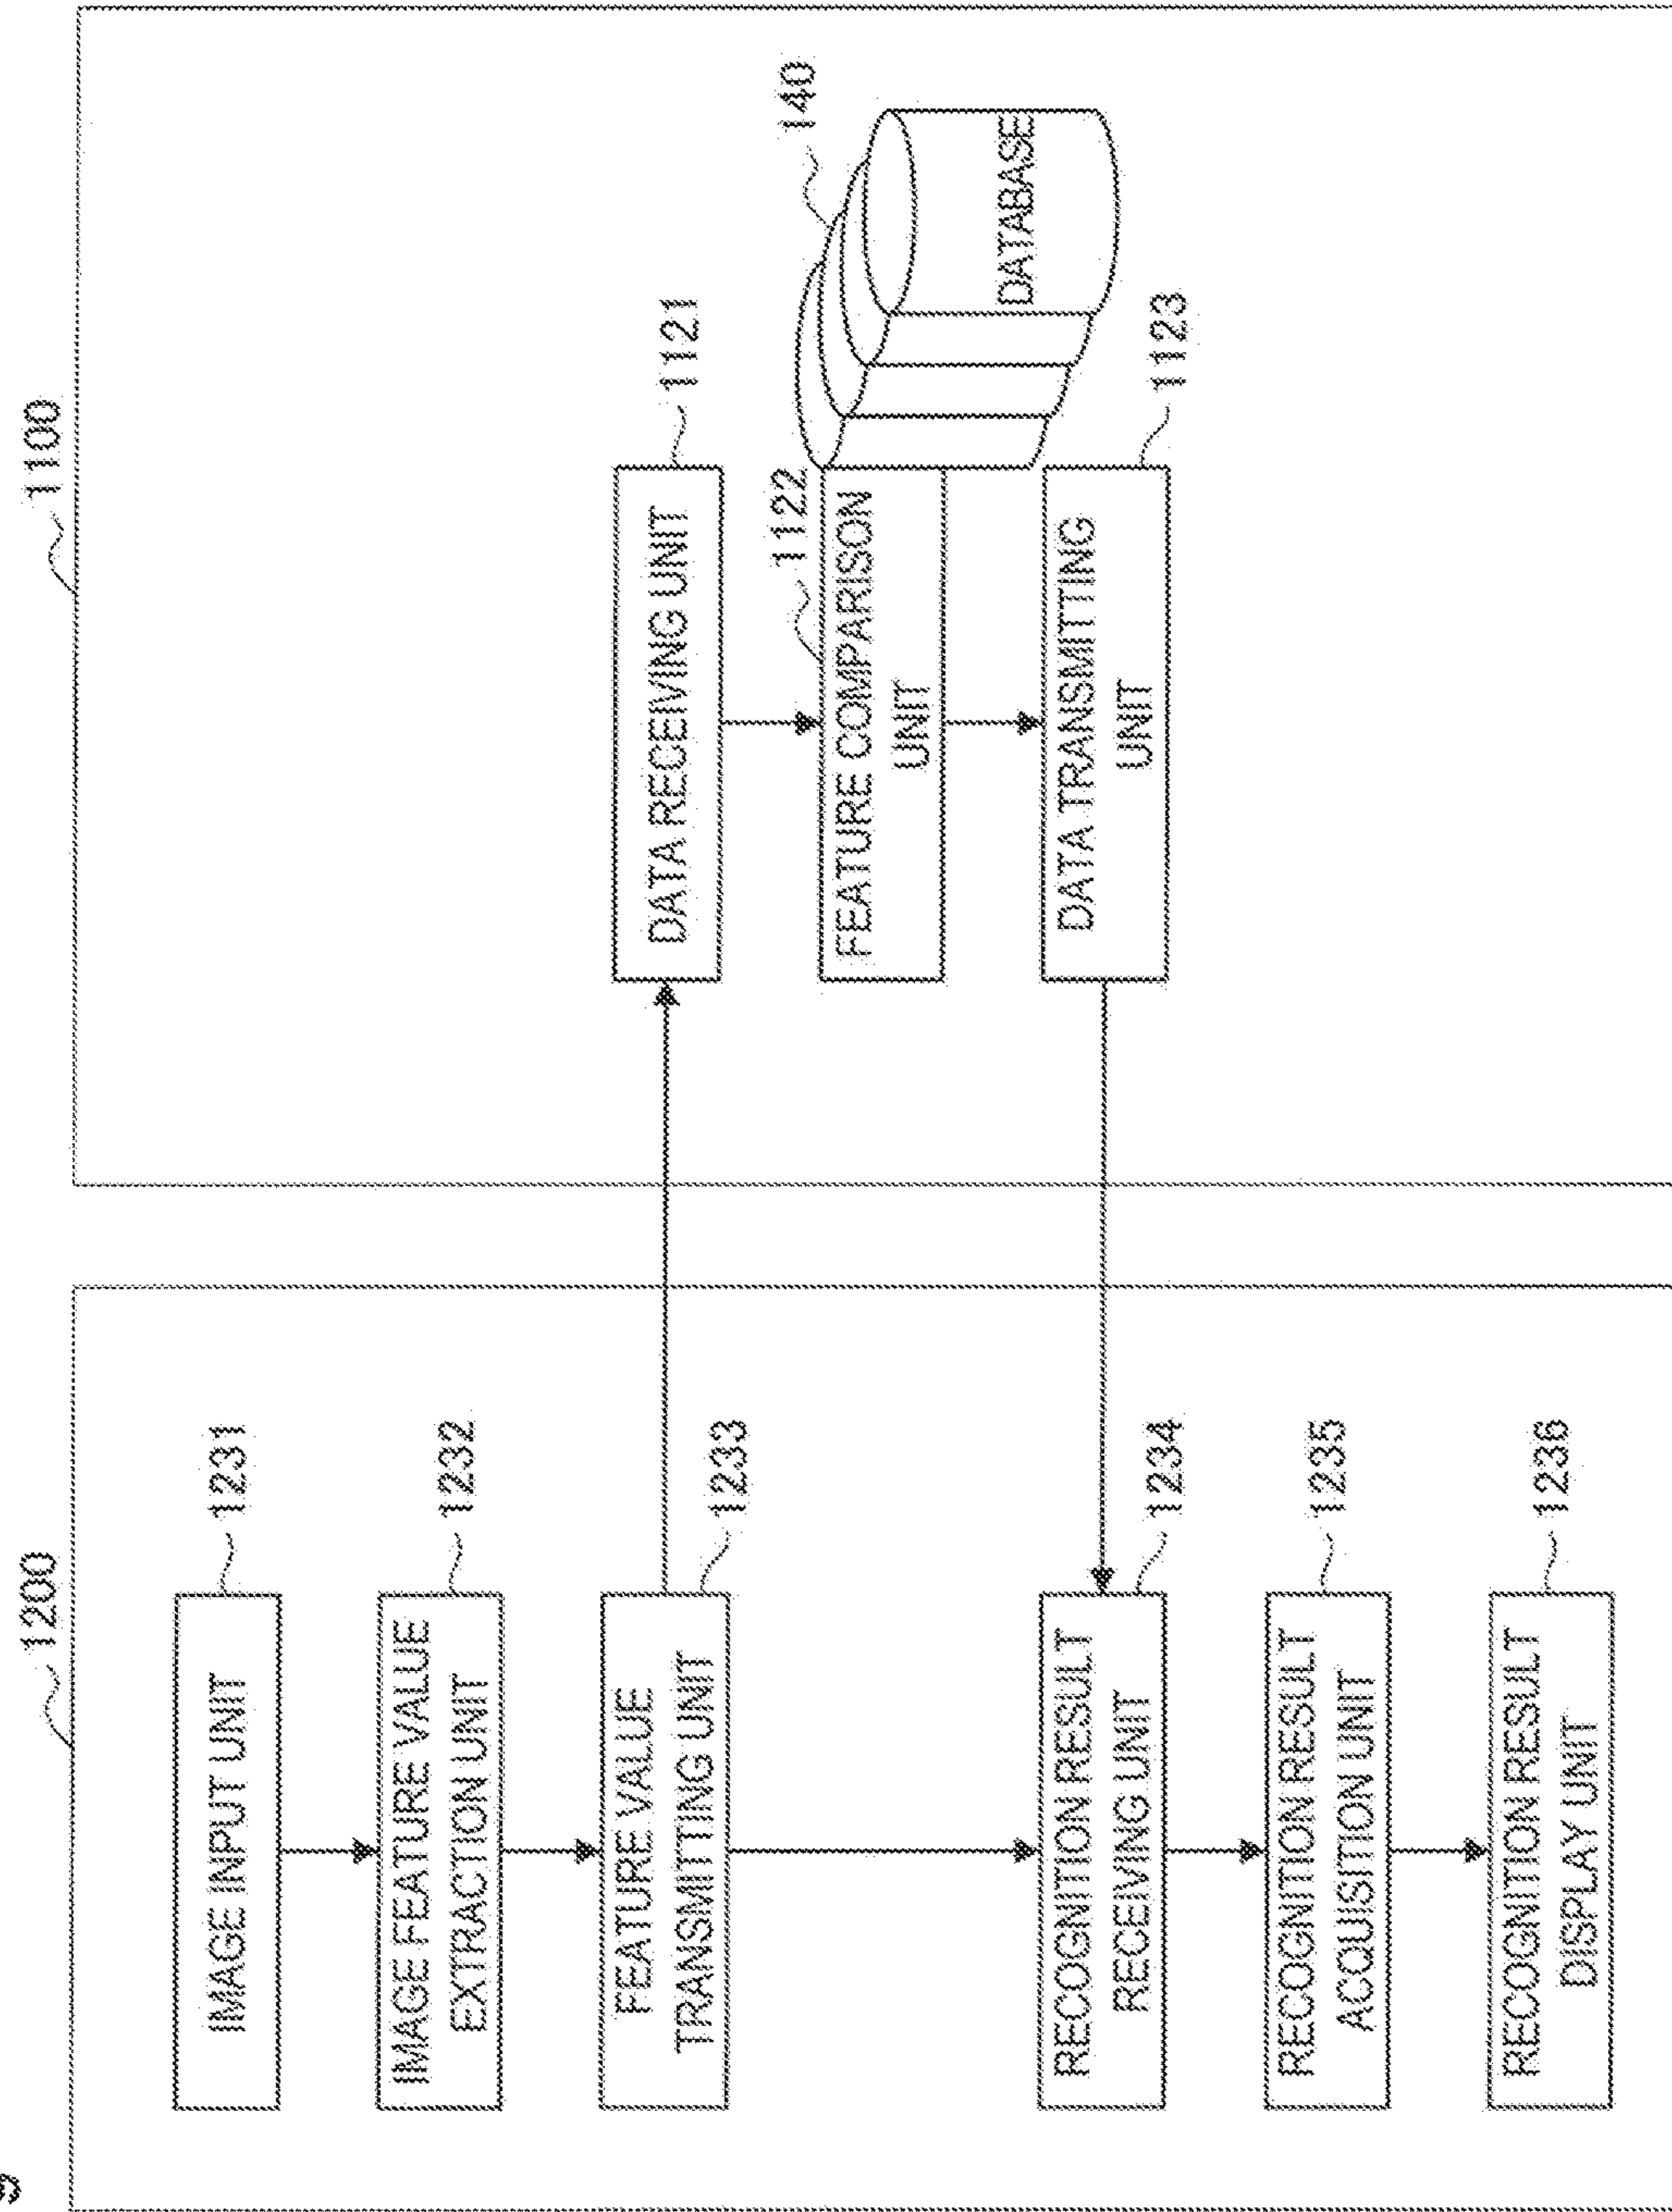 1200
IMAGE INPUT UNIT
1231
IMAGE FEATURE VALUE
EXTRACTION UNIT
1232
FEATURE VALUE
TRANSMITTING UNIT
1233
RECOGNITION RESULT
RECEIVING UNIT
1234
RECOGNITION RESULT
ACQUISITION UNIT
1235
RECOGNITION RESULT
DISPLAY UNIT
1236
1100
DATA RECEIVING UNIT
1121
1122
FEATURE COMPARISON
UNIT
140
DATABASE
DATA TRANSMITTING
UNIT
1123